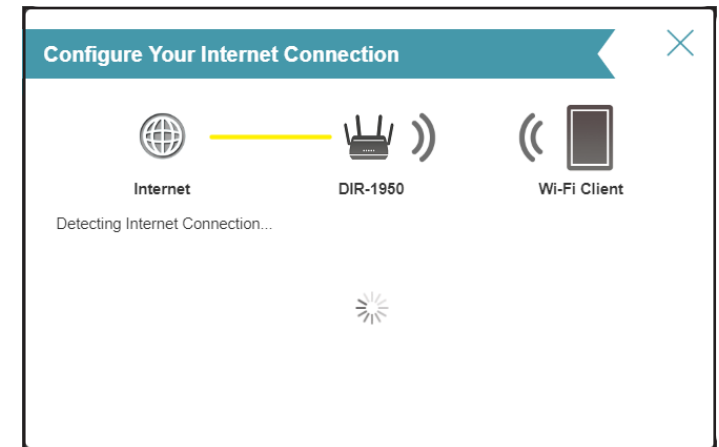 Configure Your Internet Connection
Internet
DIR-1950
Wi-Fi Client
Detecting Internet Connection...